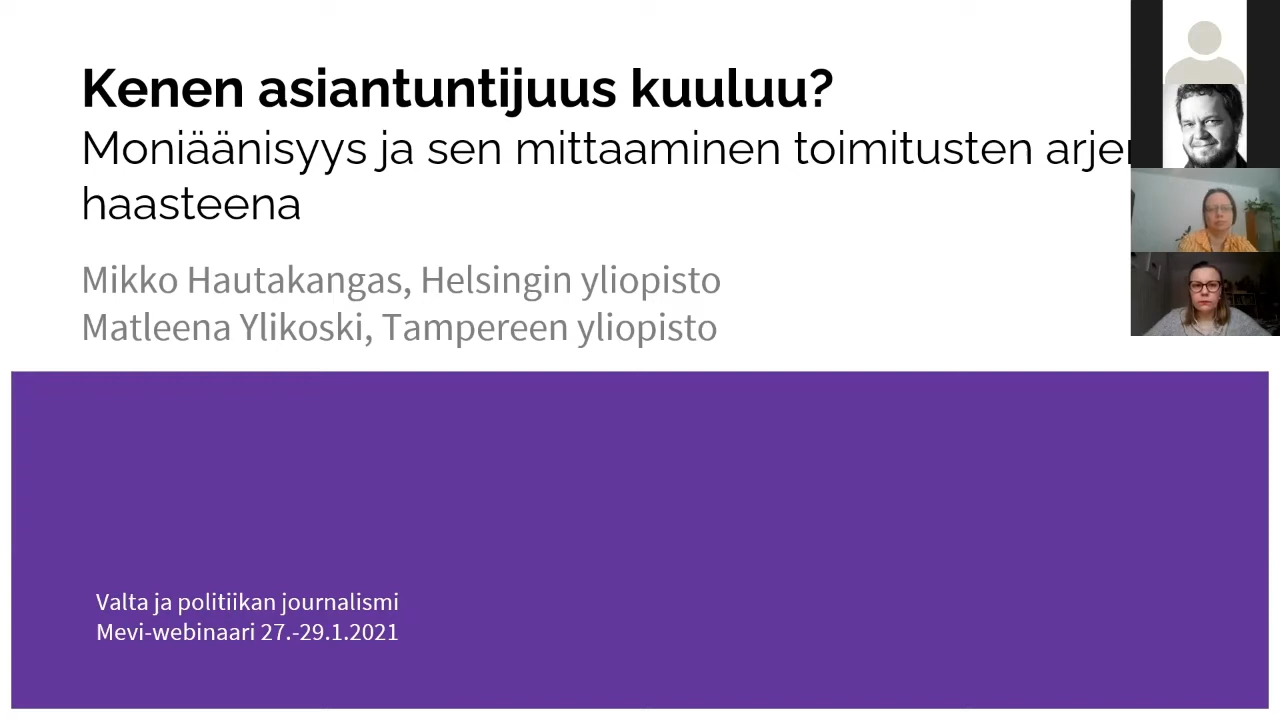 Kenen asiantuntijuus kuuluu?
Moniäänisyys ja sen mittaaminen toimitusten arjen
haasteena
Mikko Hautakangas, Helsingin yliopisto
Matleena Ylikoski, Tampereen yliopisto
Valta ja politiikan journalismi
Mevi-webinaari 27.-29.1.2021